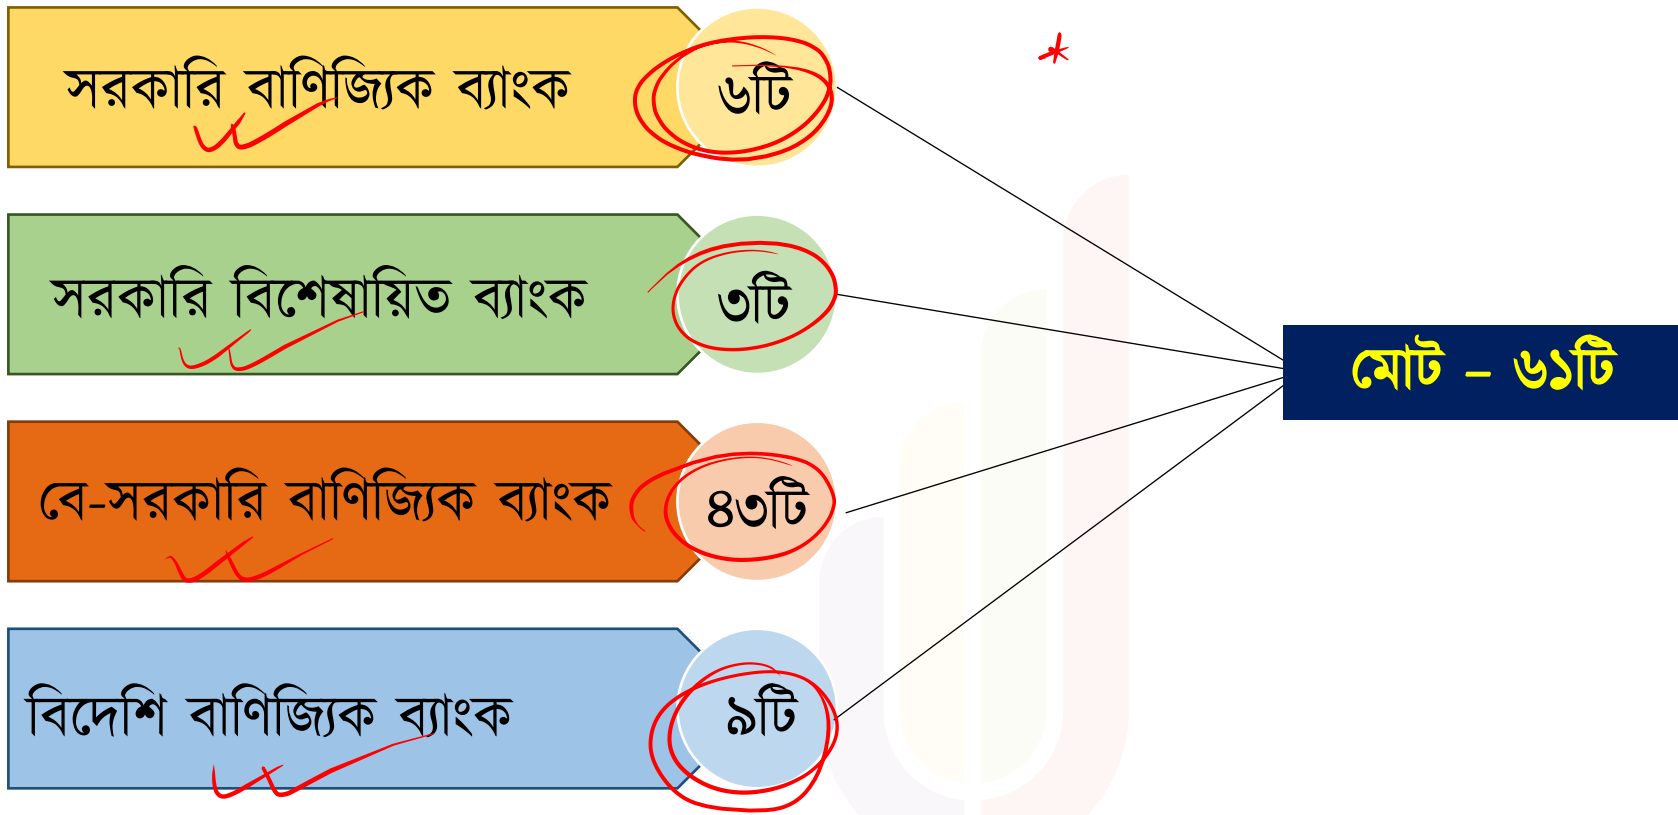 সরকারি বাণিজ্যিক ব্যাংক
৬টি
সরকারি বিশেষায়িত ব্যাংক
৩টি
বে-সরকারি বাণিজ্যিক ব্যাংক
৪৩টি
বিদেশি বাণিজ্যিক ব্যাংক
৯টি
মোট – ৬১টি